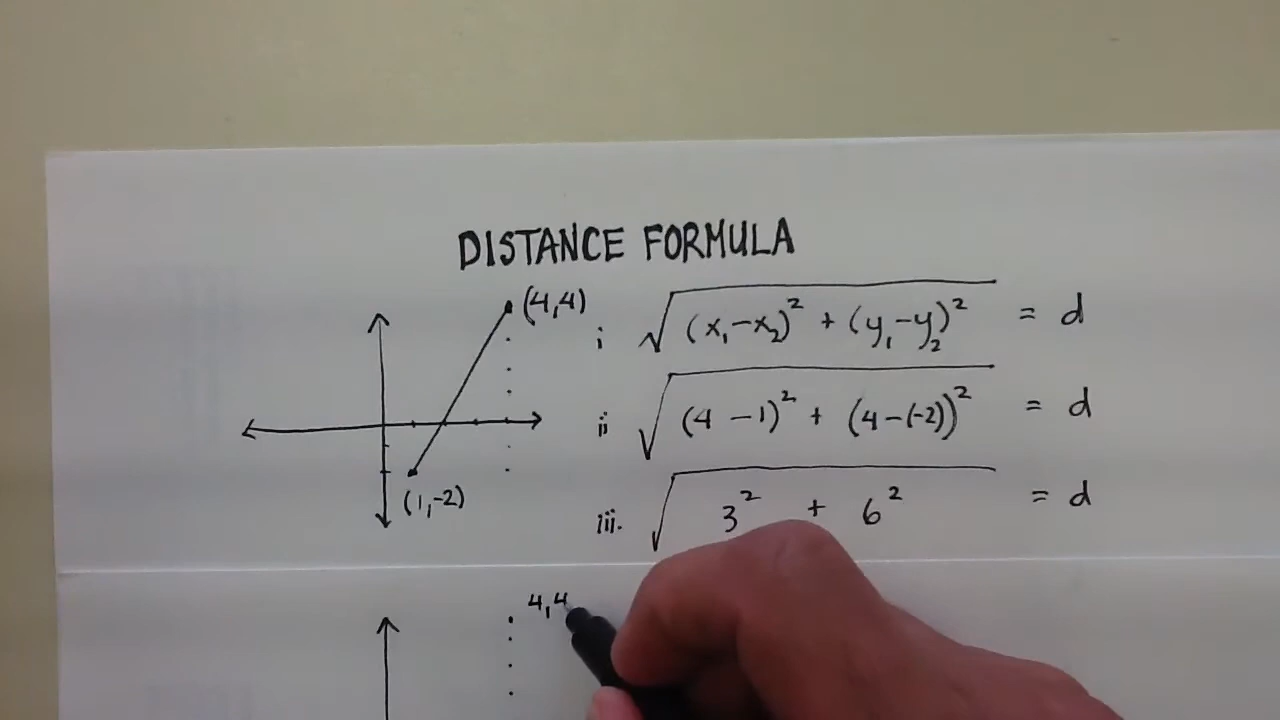 DISTANCE FORMULA
(4,4)
i √(x₁-x₂)² + (y₁-y₂)² = d
ii √(4-1)² + (4-(-2))² = d
(1,-2)
iii. √3² + 6² = d
4,4